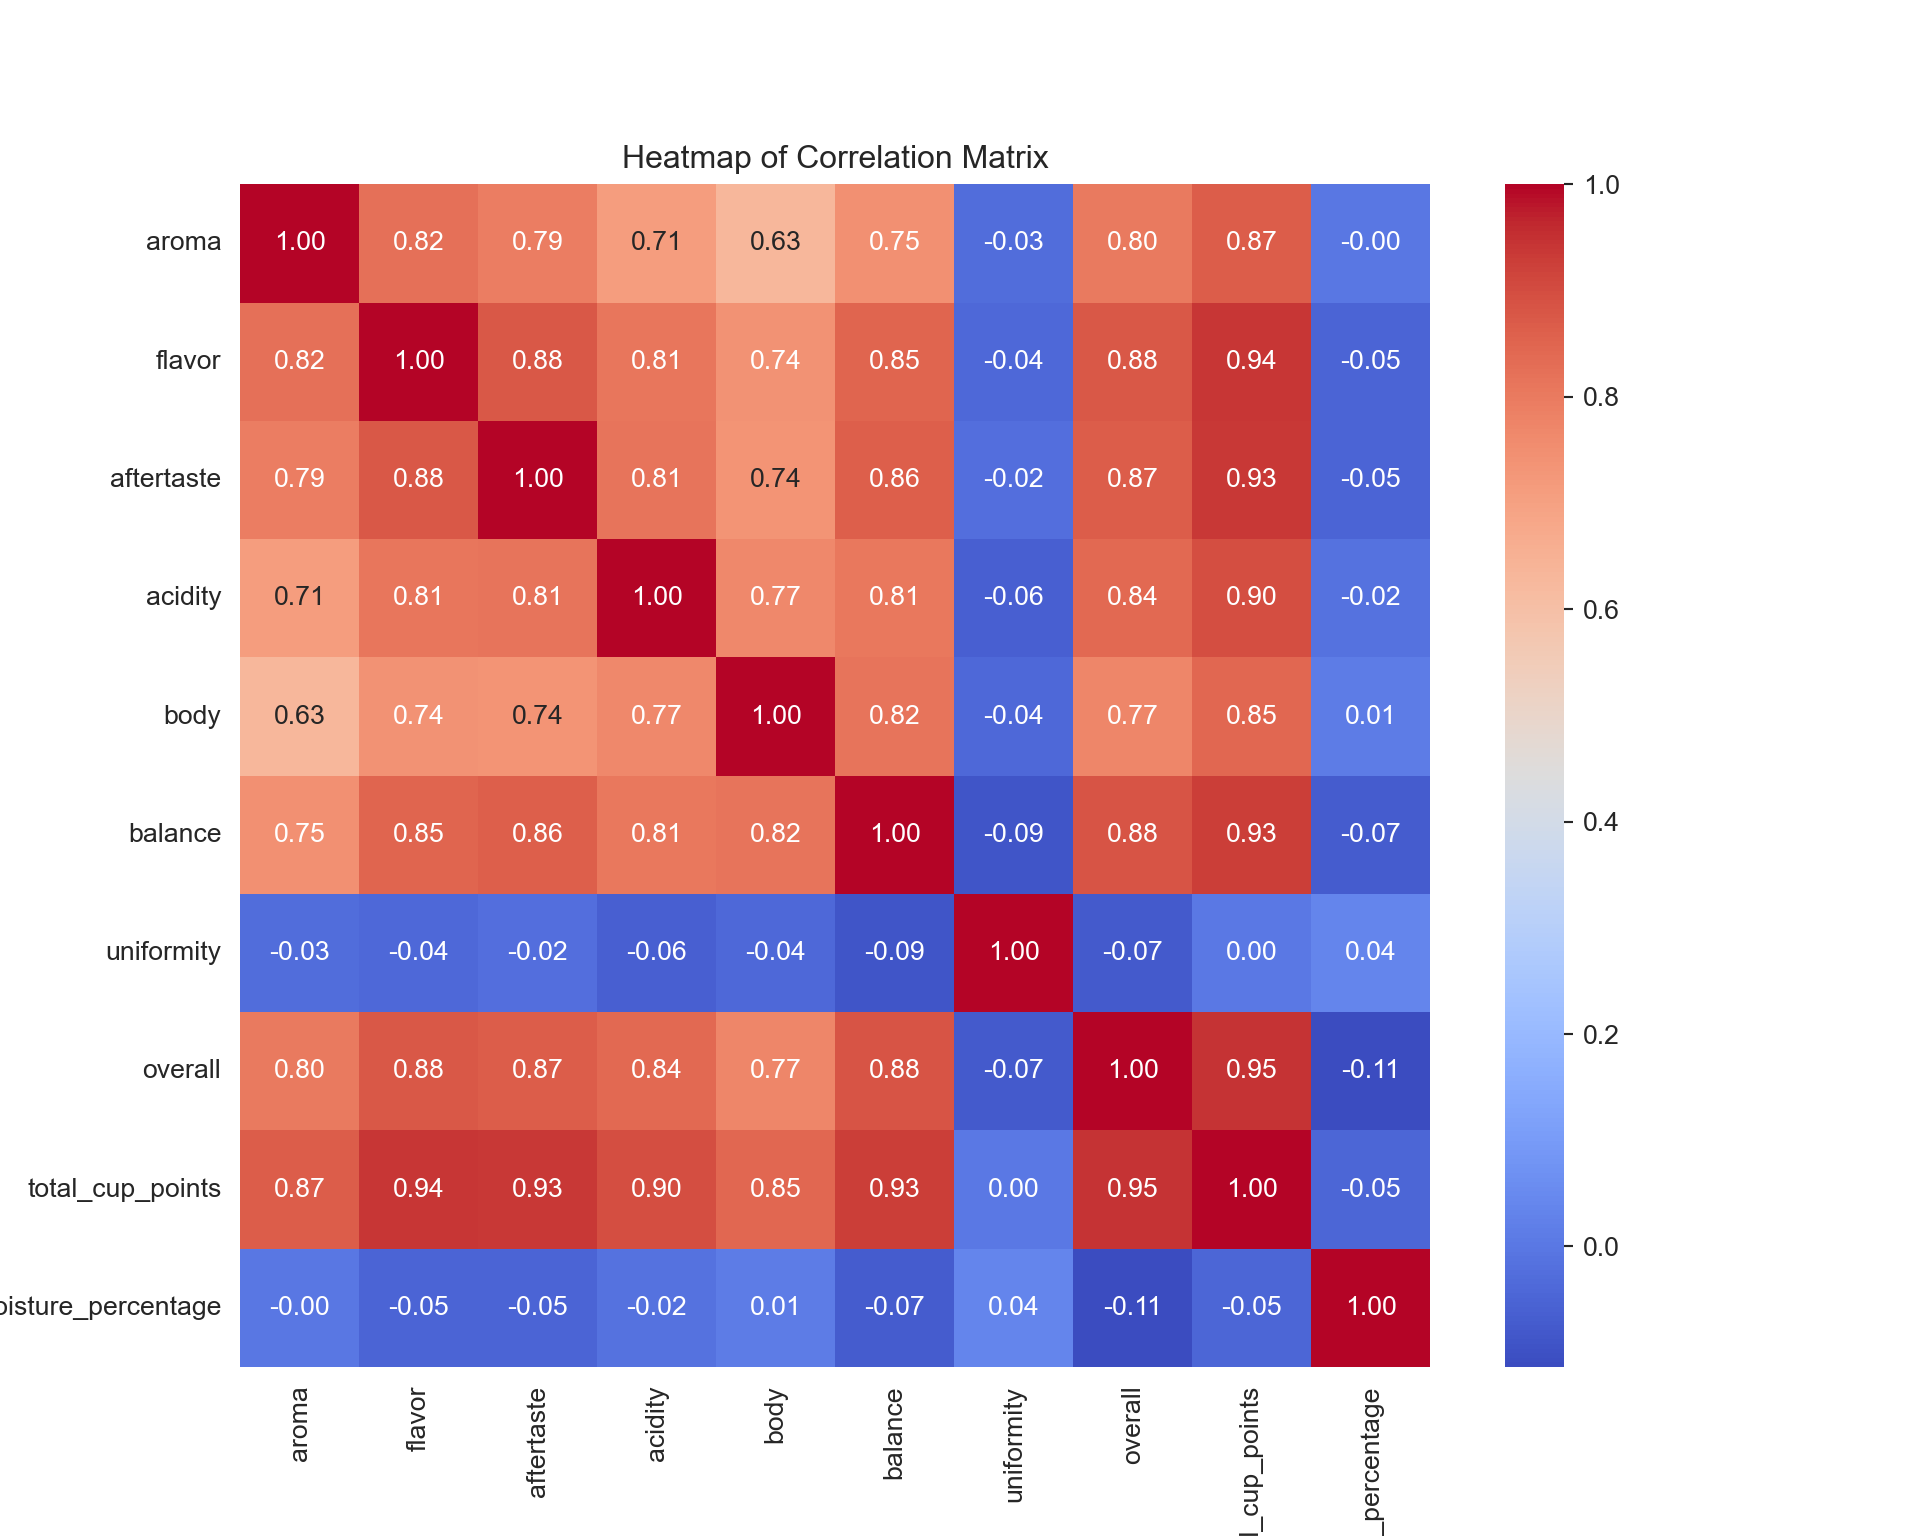 Heatmap of Correlation Matrix
aroma 1.00 0.82 0.79 0.71 0.63 0.75 -0.03 0.80 0.87 -0.00
flavor 0.82 1.00 0.88 0.81 0.74 0.85 -0.04 0.88 0.94 -0.05
aftertaste 0.79 0.88 1.00 0.81 0.74 0.86 -0.02 0.87 0.93 -0.05
acidity 0.71 0.81 0.81 1.00 0.77 0.81 -0.06 0.84 0.90 -0.02
body 0.63 0.74 0.74 0.77 1.00 0.82 -0.04 0.77 0.85 0.01
balance 0.75 0.85 0.86 0.81 0.82 1.00 -0.09 0.88 0.93 -0.07
uniformity -0.03 -0.04 -0.02 -0.06 -0.04 -0.09 1.00 -0.07 0.00 0.04
overall 0.80 0.88 0.87 0.84 0.77 0.88 -0.07 1.00 0.95 -0.11
total_cup_points 0.87 0.94 0.93 0.90 0.85 0.93 0.00 0.95 1.00 -0.05
oisture_percentage -0.00 -0.05 -0.05 -0.02 0.01 -0.07 0.04 -0.11 -0.05 1.00
aroma flavor aftertaste acidity body balance uniformity overall l_cup_points _percentage
1.0
0.8
0.6
0.4
0.2
0.0